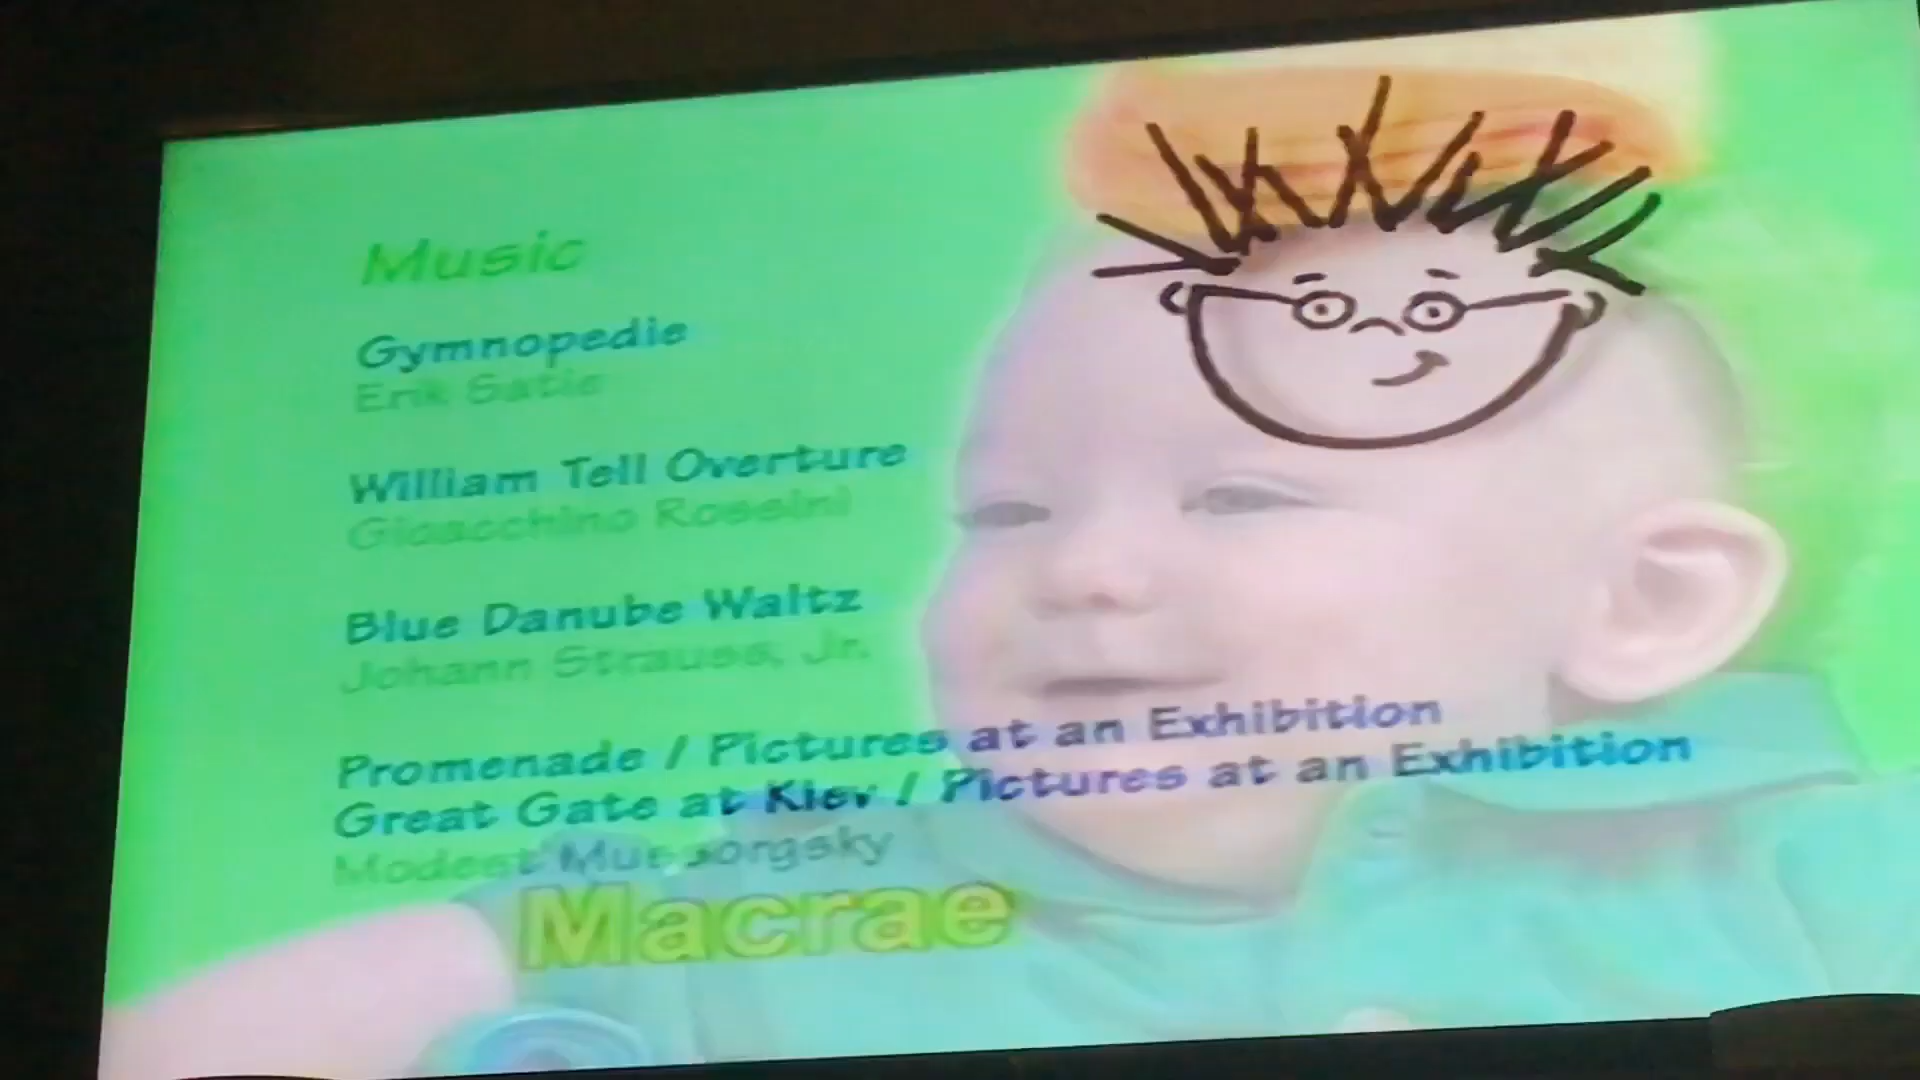 Music
Gymnopedie
Erik Satie
William Tell Overture
Gioacchino Rossini
Blue Danube Waltz
Johann Strauss, Jr.
Promenade / Pictures at an Exhibition
Great Gate at Kiev / Pictures at an Exhibition
Modest Mussorgsky
Macrae